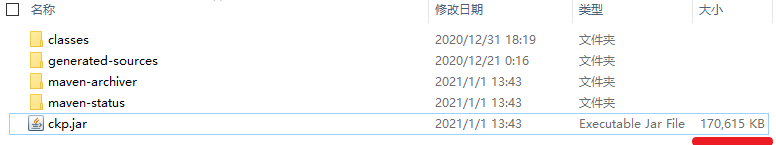 名称 修改日期 类型 大小
classes 2020/12/31 18:19 文件夹
generated-sources 2020/12/21 0:16 文件夹
maven-archiver 2021/1/1 13:43 文件夹
maven-status 2021/1/1 13:43 文件夹
ckp.jar 2021/1/1 13:43 Executable Jar File 170,615 KB